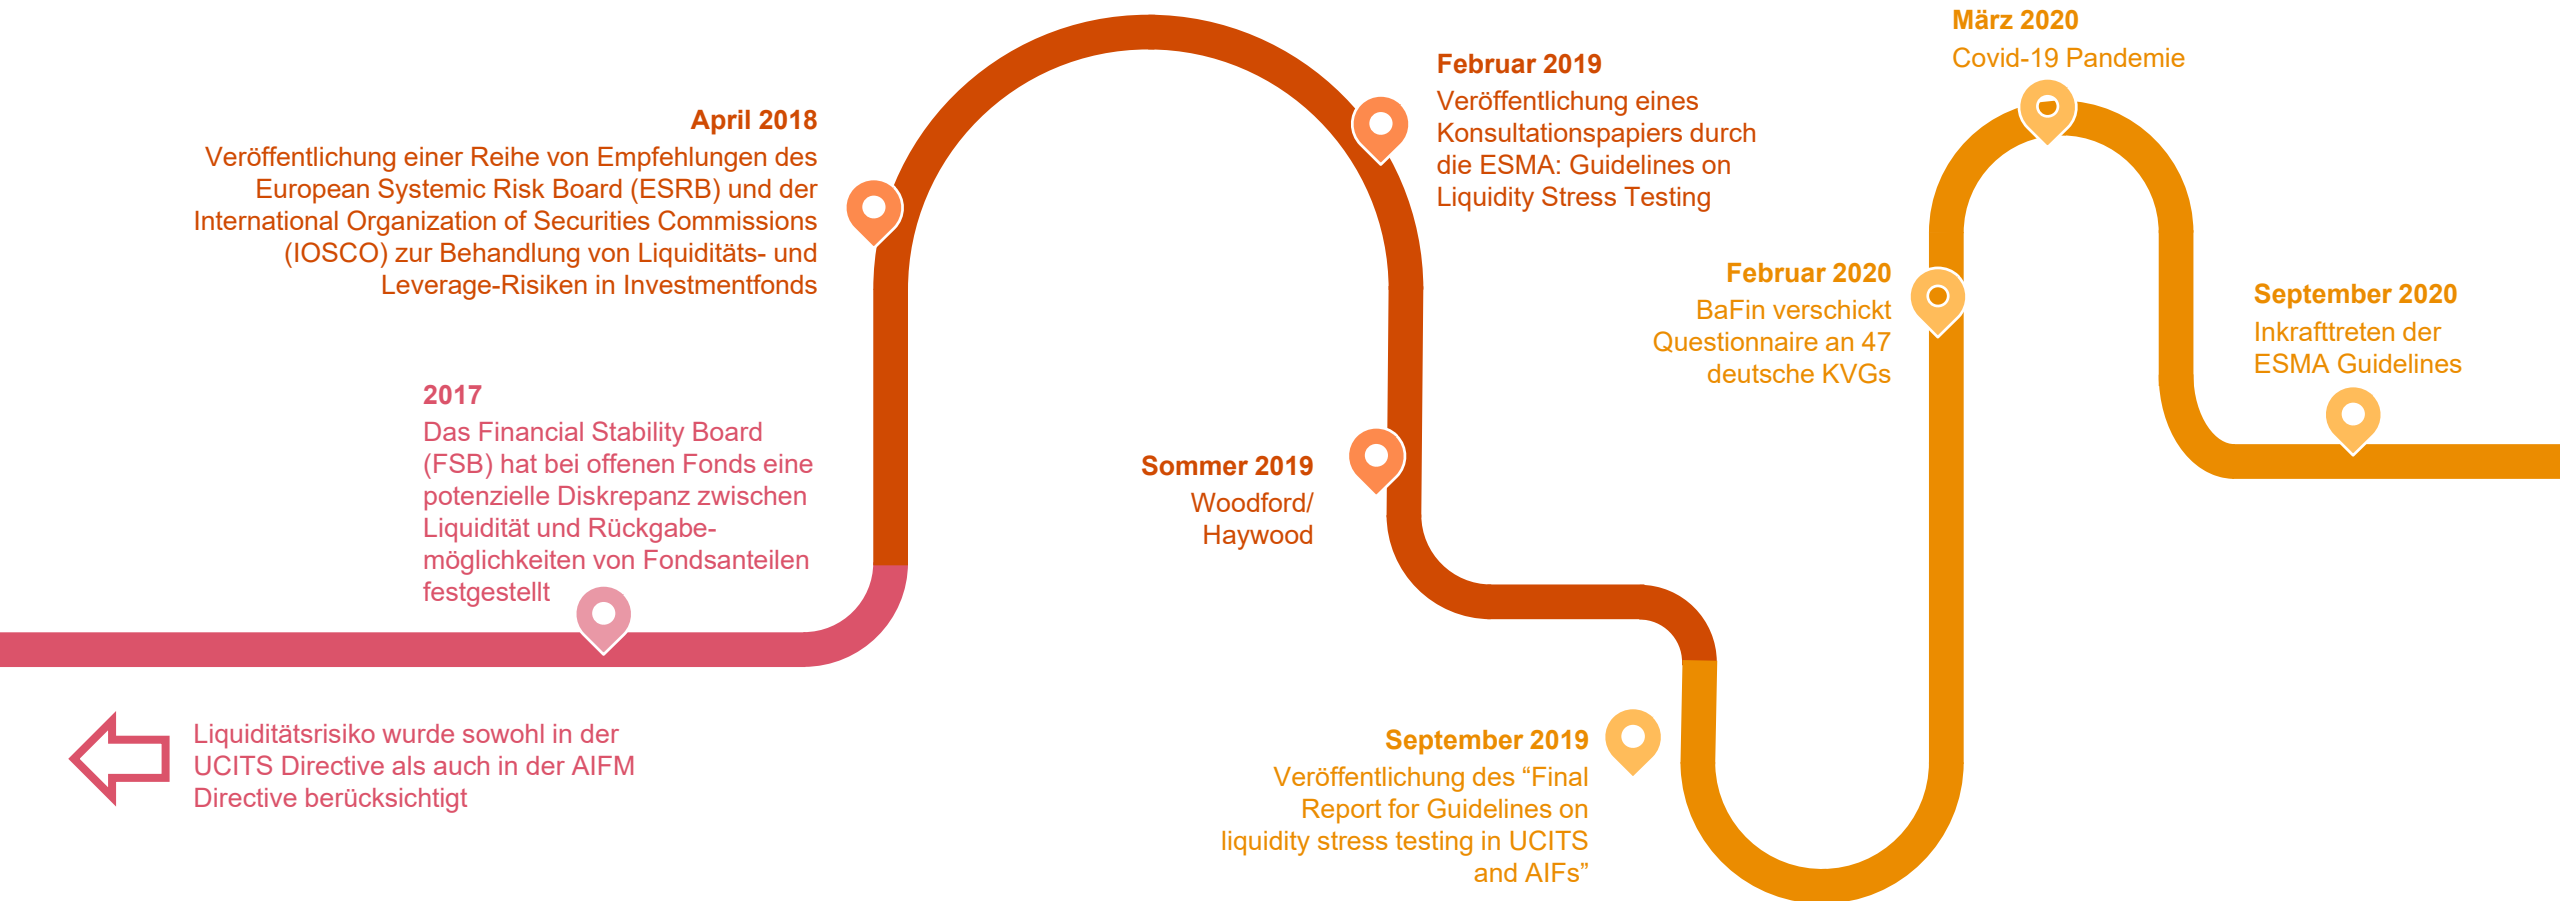 Liquiditätsrisiko wurde sowohl in der
UCITS Directive als auch in der AIFM
Directive berücksichtigt
2017
Das Financial Stability Board
(FSB) hat bei offenen Fonds eine
potenzielle Diskrepanz zwischen
Liquidität und Rückgabe-
möglichkeiten von Fondsanteilen
festgestellt
April 2018
Veröffentlichung einer Reihe von Empfehlungen des
European Systemic Risk Board (ESRB) und der
International Organization of Securities Commissions
(IOSCO) zur Behandlung von Liquiditäts- und
Leverage-Risiken in Investmentfonds
Februar 2019
Veröffentlichung eines
Konsultationspapiers durch
die ESMA: Guidelines on
Liquidity Stress Testing
Sommer 2019
Woodford/
Haywood
September 2019
Veröffentlichung des “Final
Report for Guidelines on
liquidity stress testing in UCITS
and AIFs”
Februar 2020
BaFin verschickt
Questionnaire an 47
deutsche KVGs
März 2020
Covid-19 Pandemie
September 2020
Inkrafttreten der
ESMA Guidelines